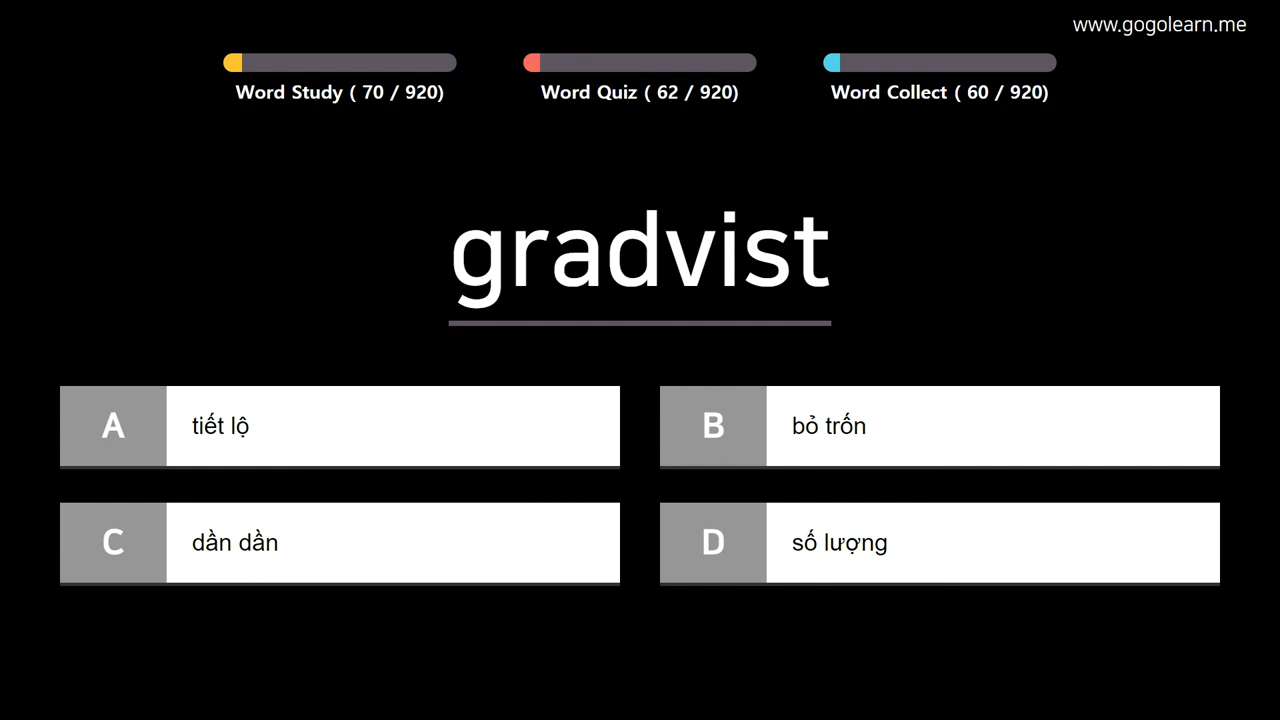 www.gogolearn.me
Word Study ( 70 / 920)
Word Quiz ( 62 / 920)
Word Collect ( 60 / 920)
gradvist
A tiết lộ
B bỏ trốn
C dần dần
D số lượng